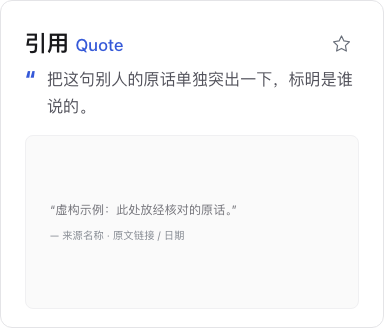 引用 Quote
“ 把这句别人的原话单独突出一下，标明是谁
说的。
“虚构示例：此处放经核对的原话。”
— 来源名称 · 原文链接 / 日期